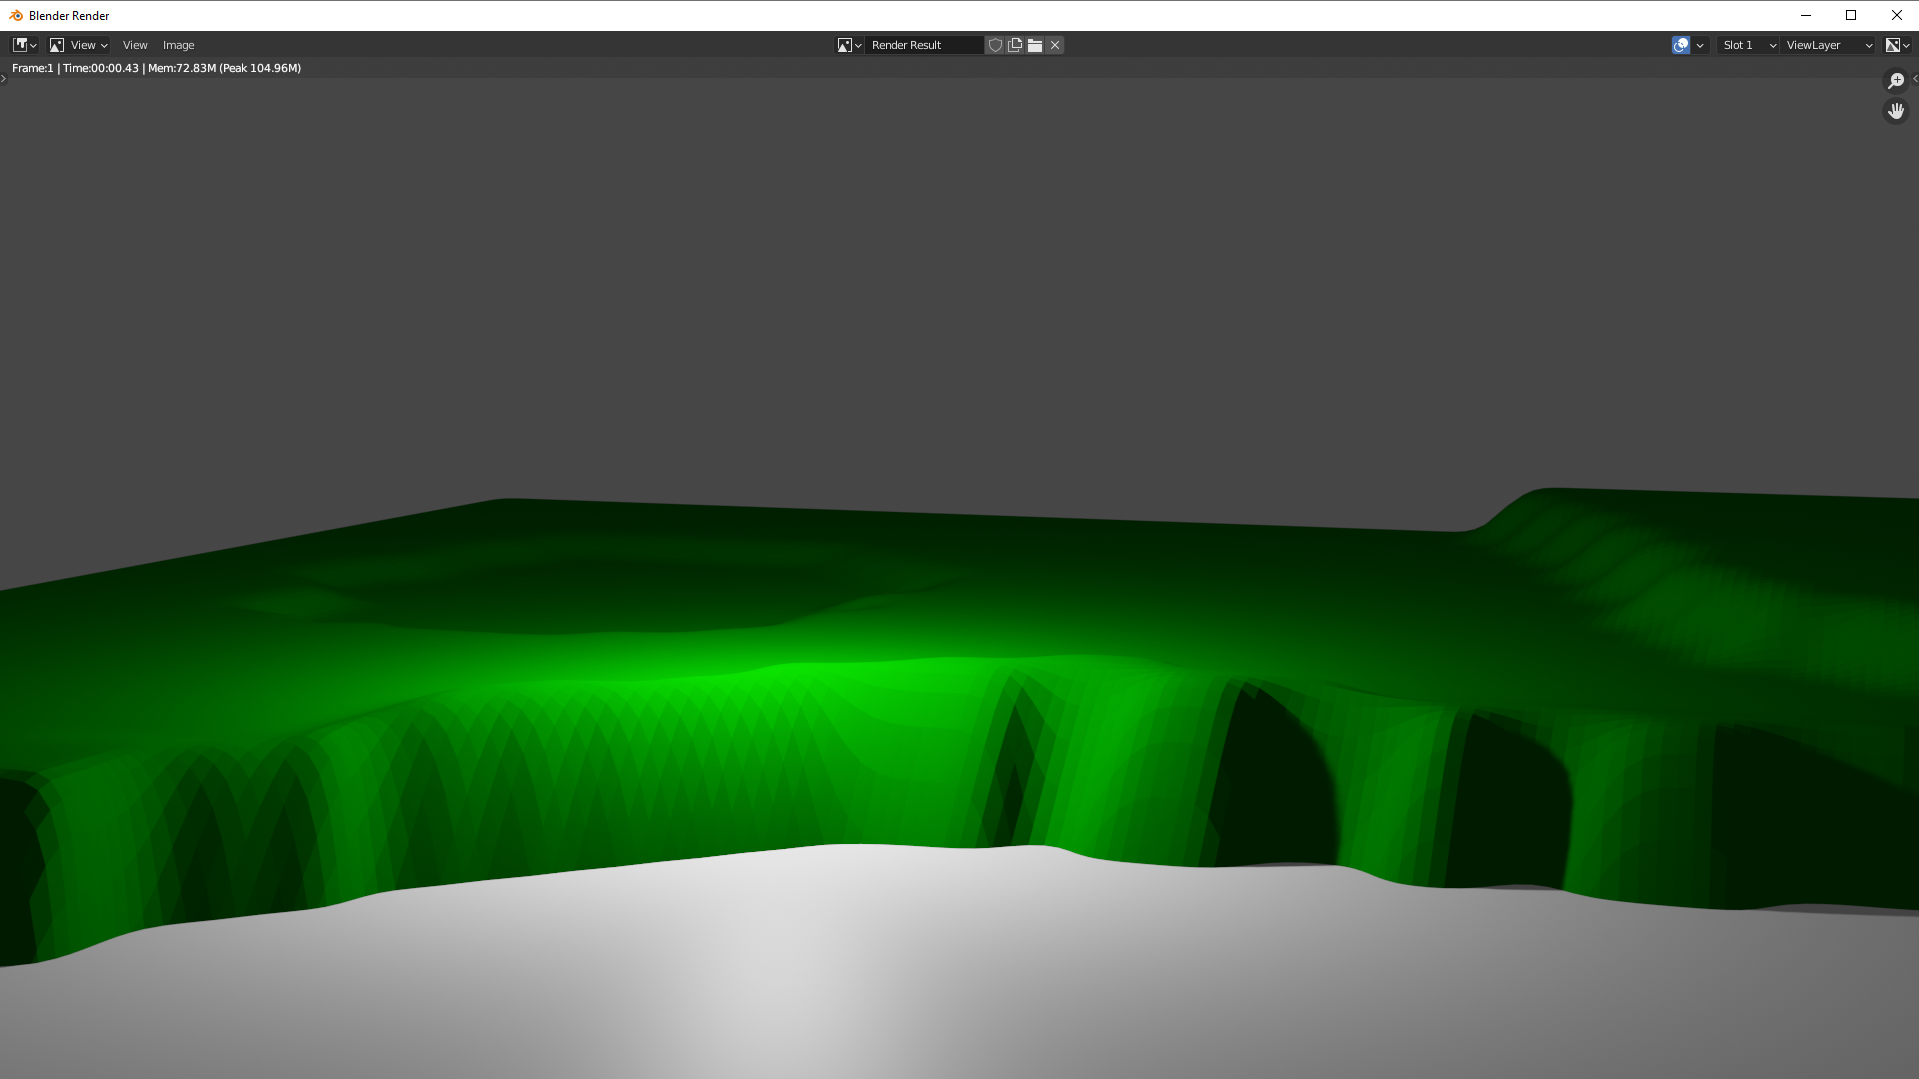 Blender Render
View View Image Render Result Slot 1 ViewLayer
Frame:1 | Time:00:00.43 | Mem:72.83M (Peak 104.96M)